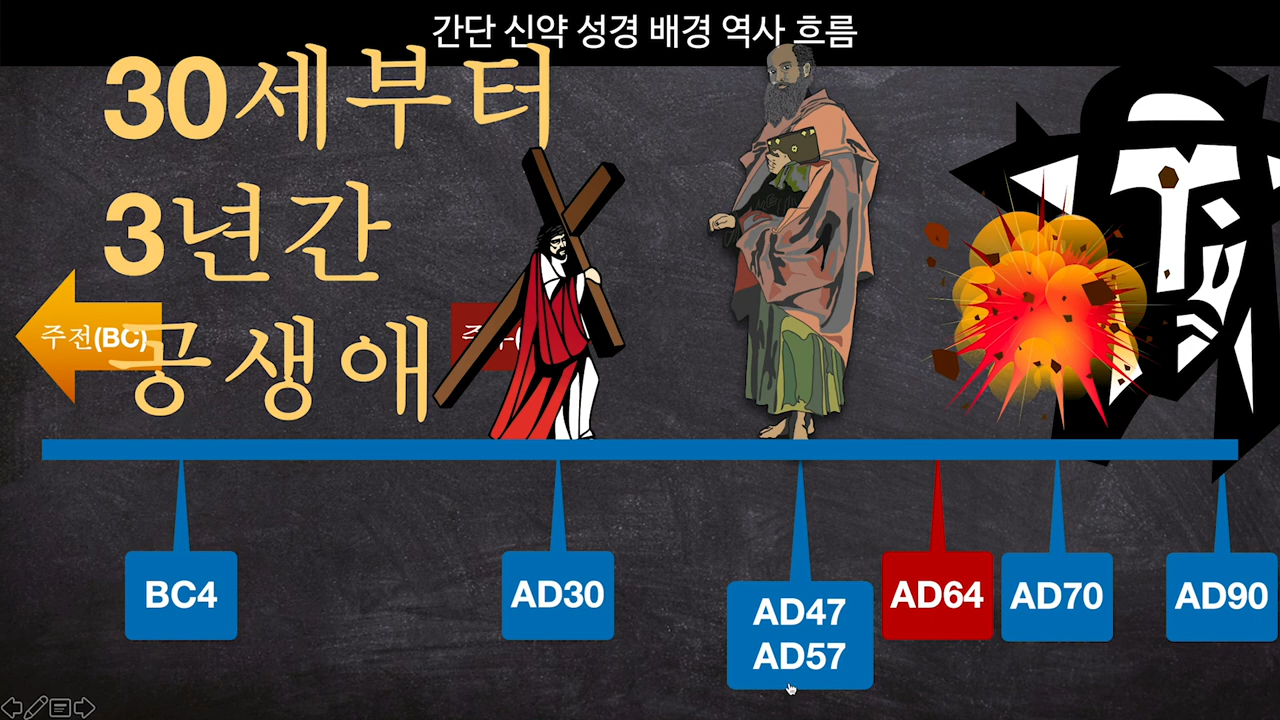 간단 신약 성경 배경 역사 흐름
30세부터
3년간
공생애
주전(BC)
BC4
AD30
AD47
AD57
AD64
AD70
AD90